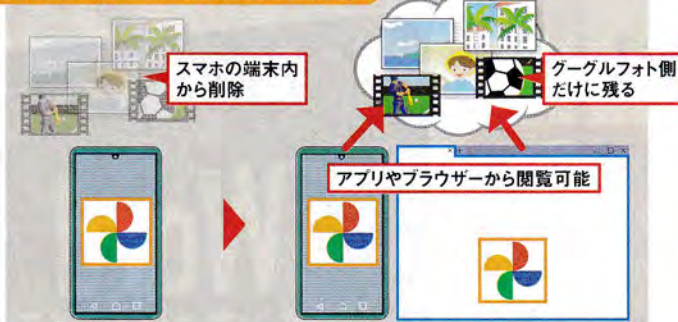 スマホの端末内
から削除
グーグルフォト側
だけに残る
アプリやブラウザーから閲覧可能